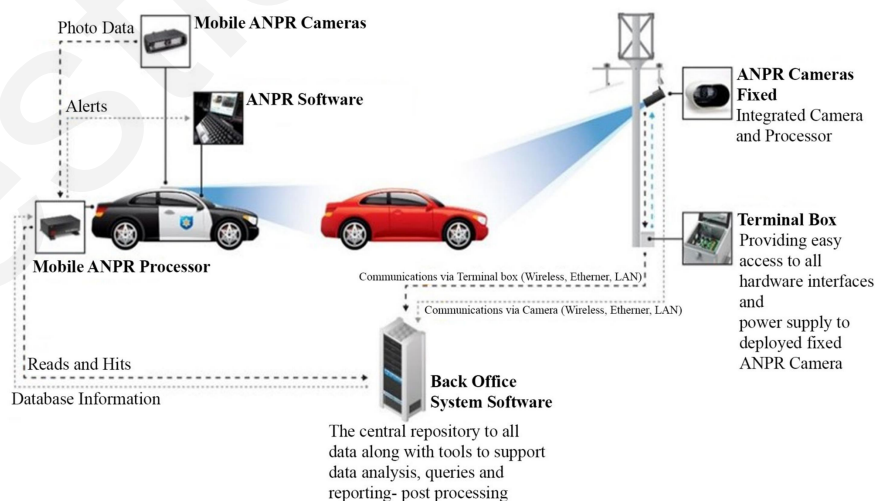 Photo Data
Mobile ANPR Cameras
Alerts
ANPR Software
Mobile ANPR Processor
ANPR Cameras
Fixed
Integrated Camera
and Processor
Terminal Box
Providing easy
access to all
hardware interfaces
and
power supply to
deployed fixed
ANPR Camera
Communications via Terminal box (Wireless, Etherner, LAN)
Communications via Camera (Wireless, Etherner, LAN)
Reads and Hits
Database Information
Back Office
System Software
The central repository to all
data along with tools to support
data analysis, queries and
reporting- post processing